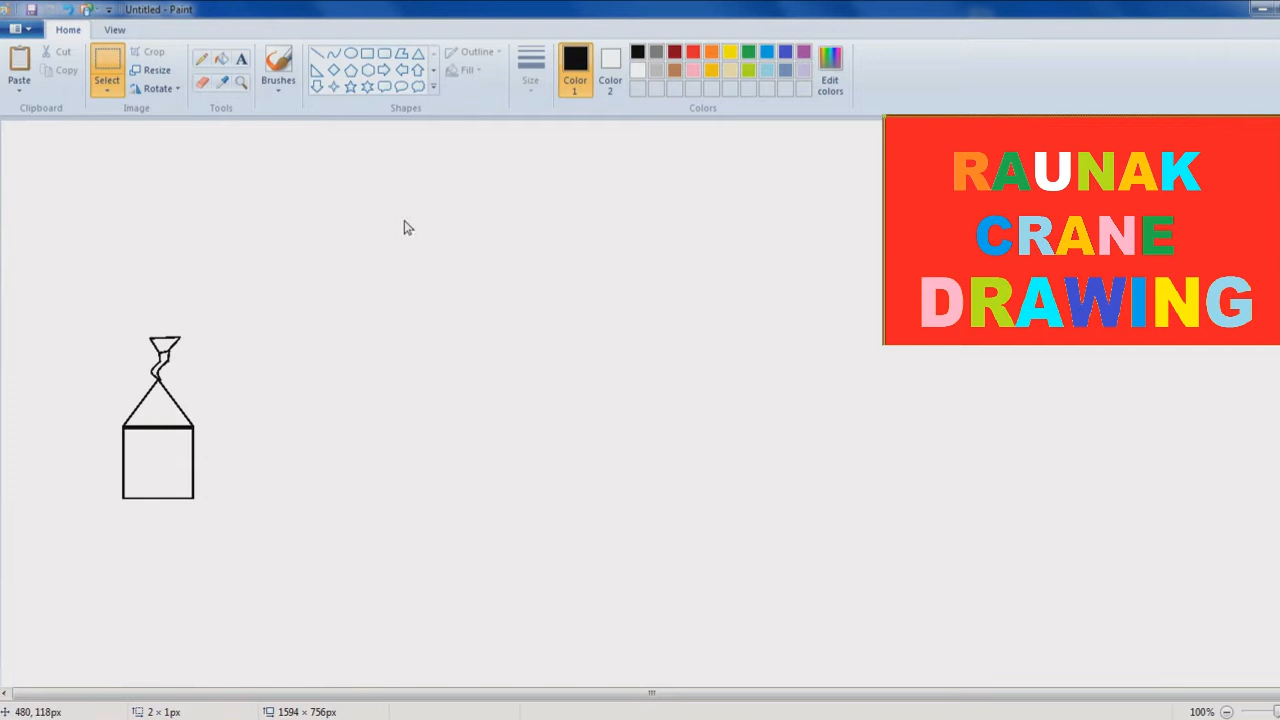 Untitled - Paint
Home View
Paste
Cut
Copy
Clipboard
Select
Crop
Resize
Rotate
Image
Tools
Brushes
Shapes
Outline
Fill
Size
Color 1
Color 2
Edit colors
Colors
RAUNAK
CRANE
DRAWING
480, 118px
2 × 1px
1594 × 756px
100%